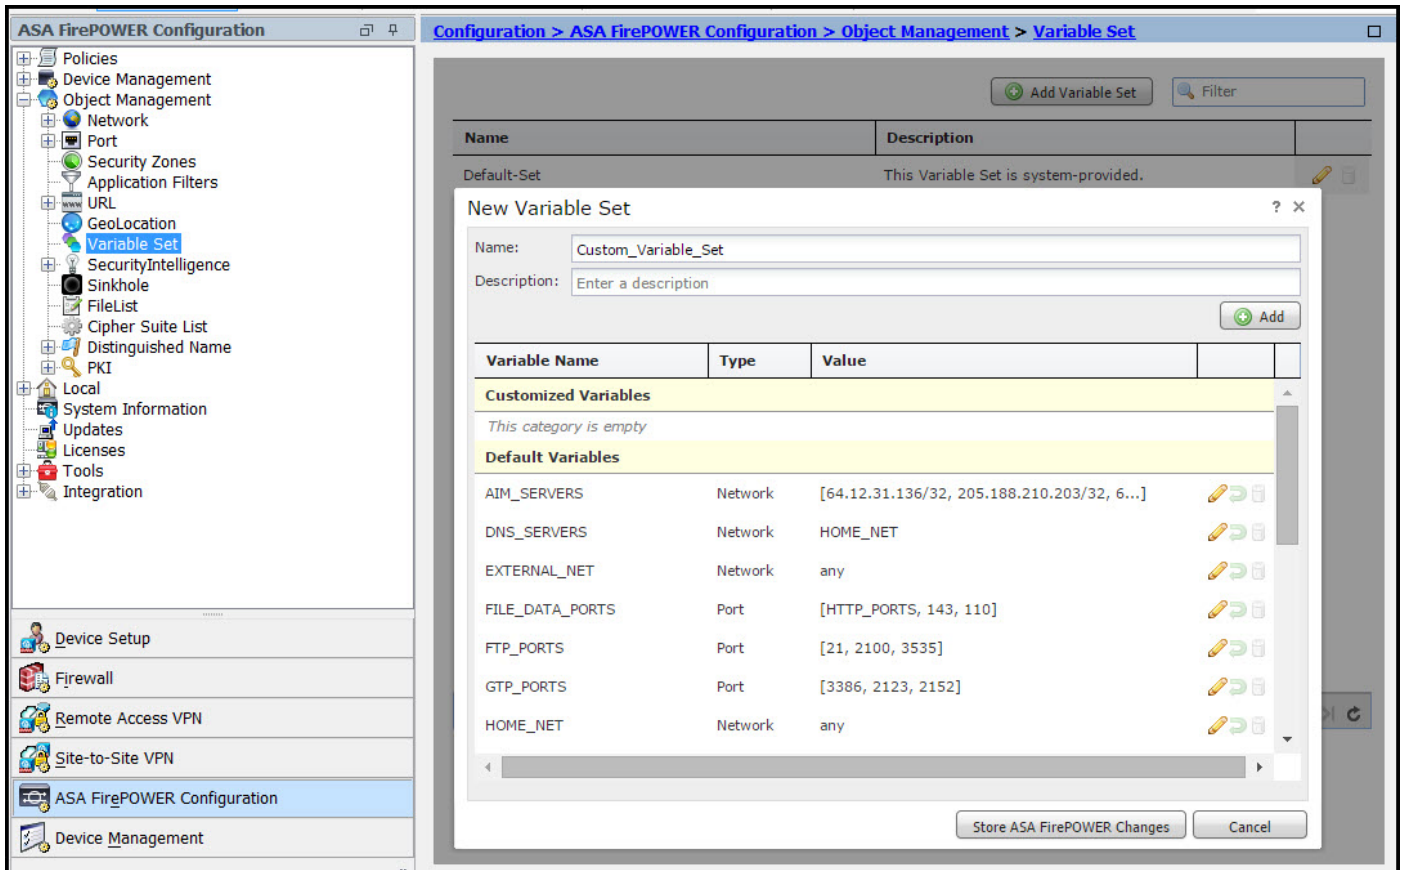 ASA FirePOWER Configuration
Policies
Device Management
Object Management
Network
Port
Security Zones
Application Filters
www URL
GeoLocation
Variable Set
SecurityIntelligence
Sinkhole
FileList
Cipher Suite List
Distinguished Name
PKI
Local
System Information
Updates
Licenses
Tools
Integration
Device Setup
Firewall
Remote Access VPN
Site-to-Site VPN
ASA FirePOWER Configuration
Device Management
Configuration > ASA FirePOWER Configuration > Object Management > Variable Set
Add Variable Set Filter
Name Description
Default-Set This Variable Set is system-provided.
New Variable Set ?
Name: Custom_Variable_Set
Description: Enter a description
Add
Variable Name Type Value
Customized Variables
This category is empty
Default Variables
AIM_SERVERS Network [64.12.31.136/32, 205.188.210.203/32, 6...]
DNS_SERVERS Network HOME_NET
EXTERNAL_NET Network any
FILE_DATA_PORTS Port [HTTP_PORTS, 143, 110]
FTP_PORTS Port [21, 2100, 3535]
GTP_PORTS Port [3386, 2123, 2152]
HOME_NET Network any
Store ASA FirePOWER Changes Cancel